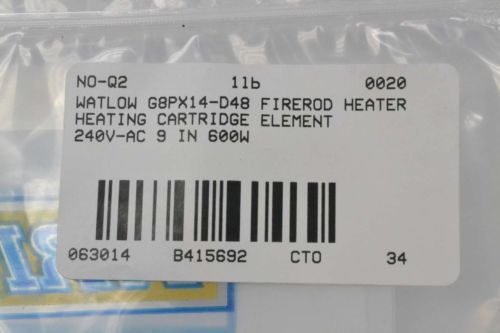 NO-Q2 11b 0020
WATLOW G8PX14-D48 FIREROD HEATER
HEATING CARTRIDGE ELEMENT
240V-AC 9 IN 600W
063014 B415692 CTO 34